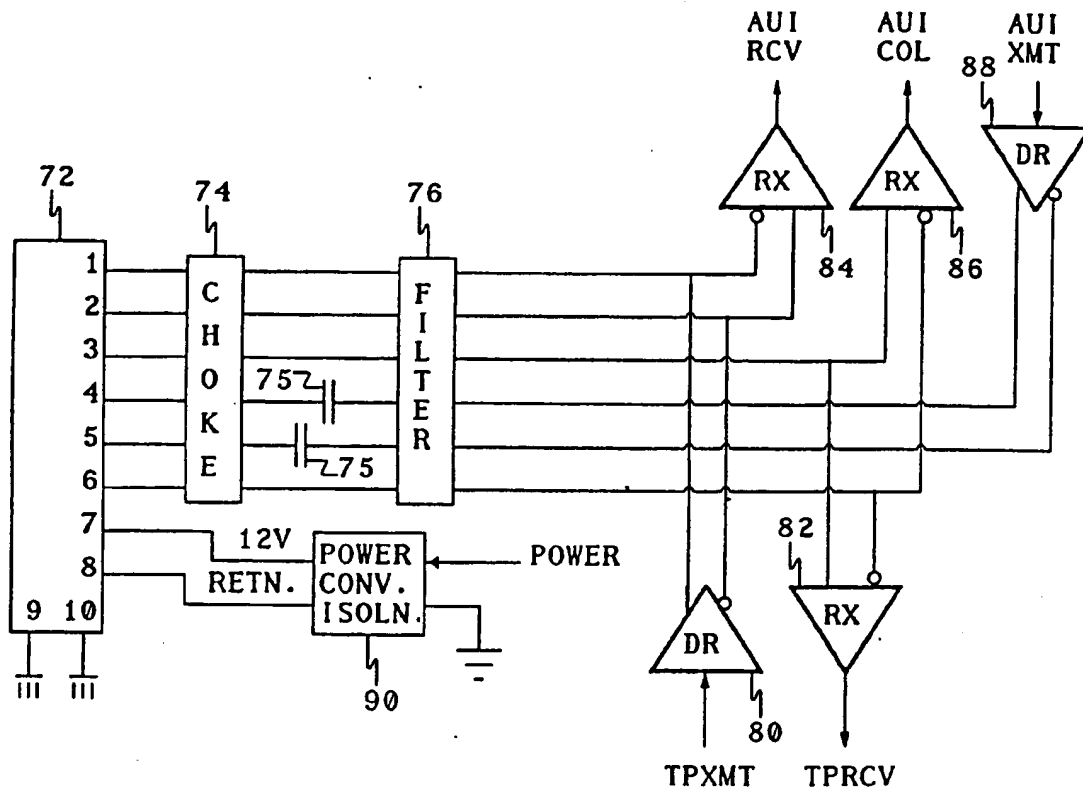 AUI
RCV
AUI
COL
AUI
XMT
88
DR
72
74
76
RX
RX
84
86
1
2
3
4
5
6
7
8
9 10
CHOKE
75
75
FILTER
12V
RETN.
POWER
CONV.
ISOLN.
POWER
90
82
DR
RX
80
TPXMT
TPRCV